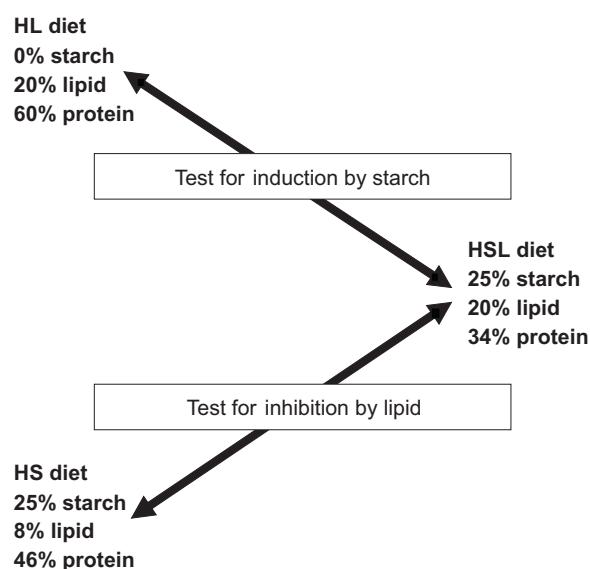 HL diet
0% starch
20% lipid
60% protein
Test for induction by starch
HSL diet
25% starch
20% lipid
34% protein
Test for inhibition by lipid
HS diet
25% starch
8% lipid
46% protein